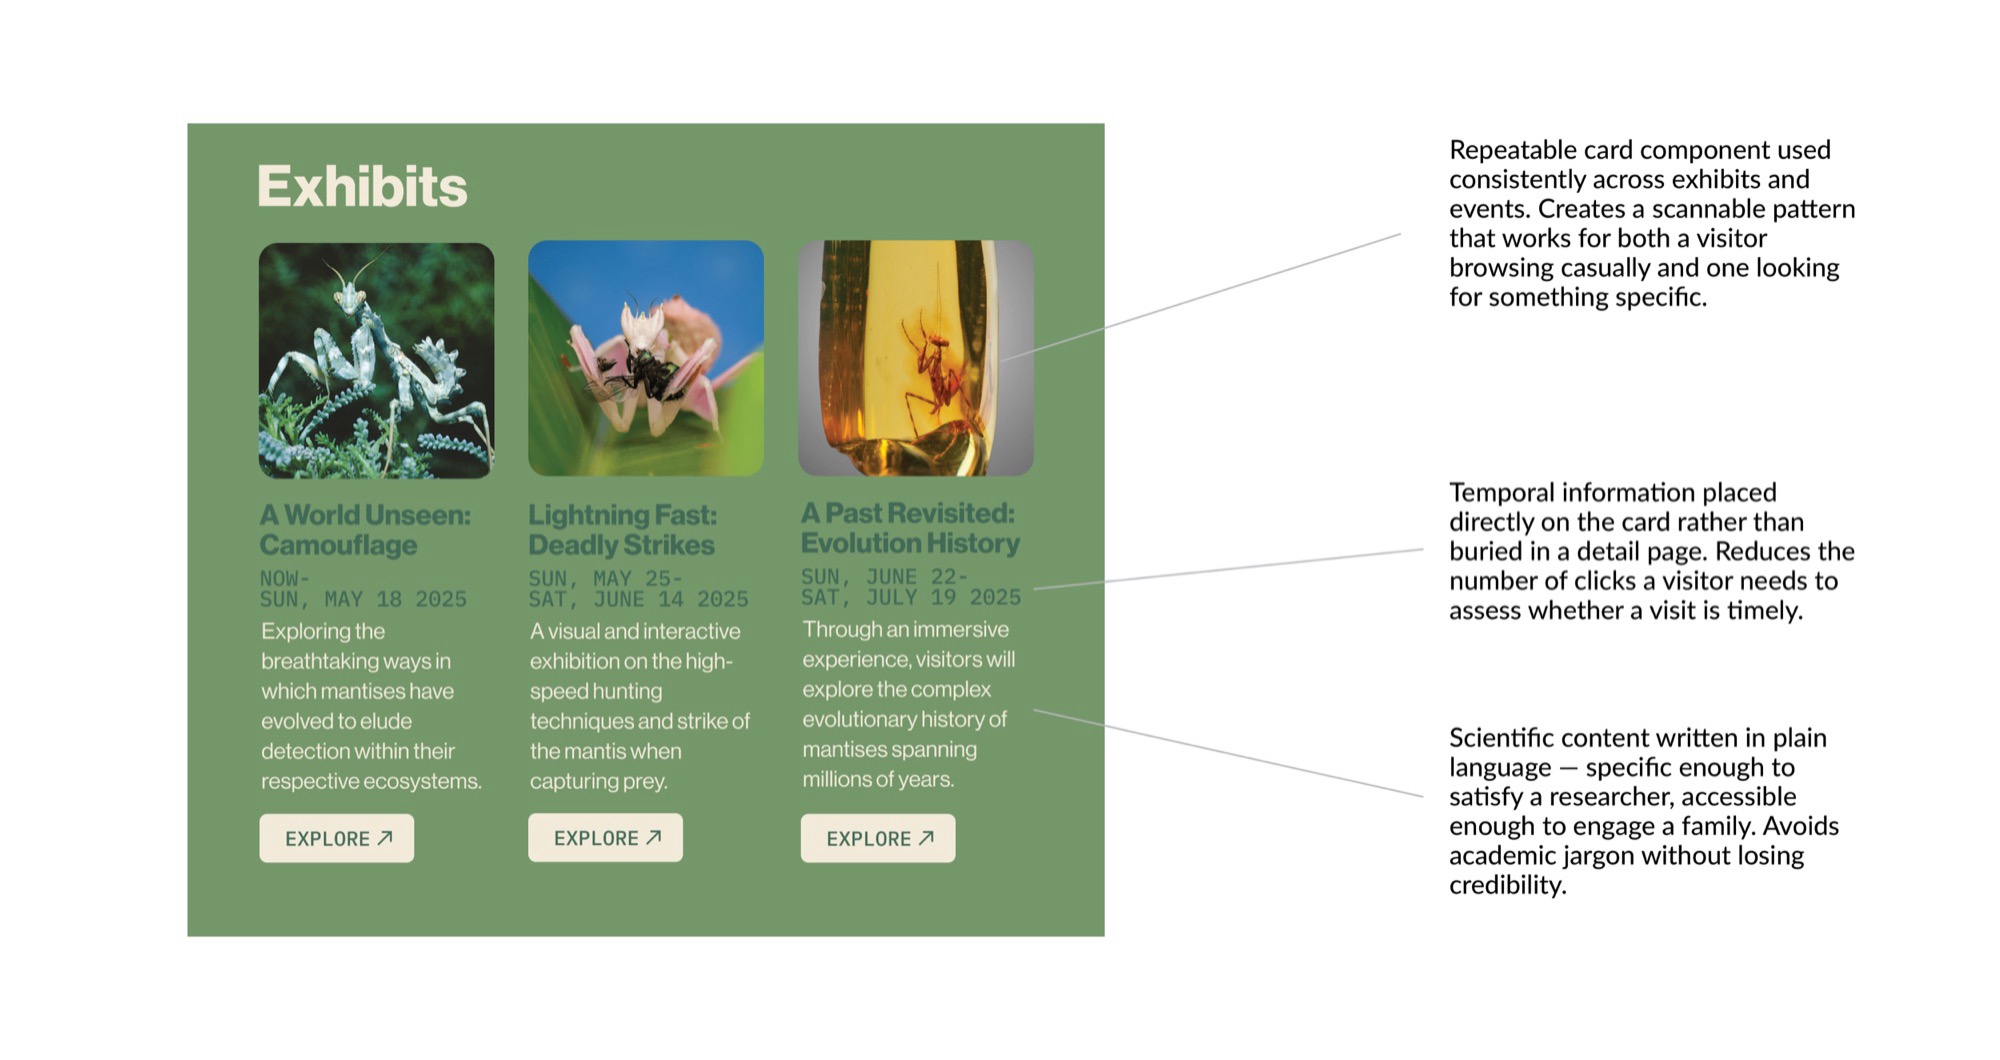 Exhibits
A World Unseen:
Camouflage
NOW-
SUN, MAY 18 2025
Exploring the
breathtaking ways in
which mantises have
evolved to elude
detection within their
respective ecosystems.
EXPLORE ↗
Lightning Fast:
Deadly Strikes
SUN, MAY 25-
SAT, JUNE 14 2025
A visual and interactive
exhibition on the high-
speed hunting
techniques and strike of
the mantis when
capturing prey.
EXPLORE ↗
A Past Revisited:
Evolution History
SUN, JUNE 22-
SAT, JULY 19 2025
Through an immersive
experience, visitors will
explore the complex
evolutionary history of
mantises spanning
millions of years.
EXPLORE ↗
Repeatable card component used
consistently across exhibits and
events. Creates a scannable pattern
that works for both a visitor
browsing casually and one looking
for something specific.
Temporal information placed
directly on the card rather than
buried in a detail page. Reduces the
number of clicks a visitor needs to
assess whether a visit is timely.
Scientific content written in plain
language — specific enough to
satisfy a researcher, accessible
enough to engage a family. Avoids
academic jargon without losing
credibility.